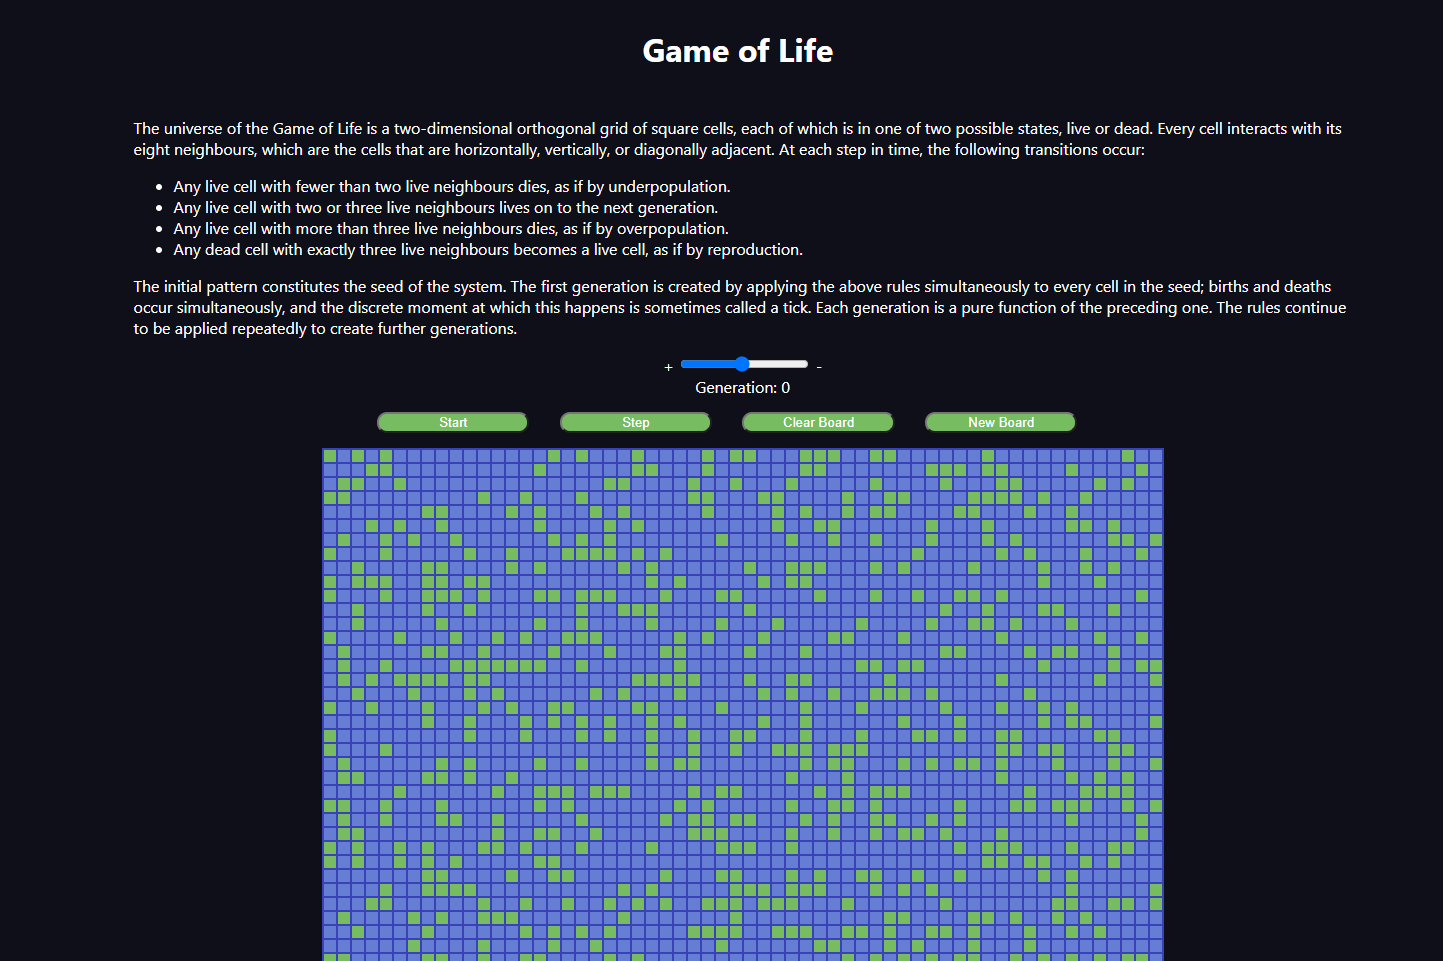 Game of Life
The universe of the Game of Life is a two-dimensional orthogonal grid of square cells, each of which is in one of two possible states, live or dead. Every cell interacts with its
eight neighbours, which are the cells that are horizontally, vertically, or diagonally adjacent. At each step in time, the following transitions occur:
• Any live cell with fewer than two live neighbours dies, as if by underpopulation.
• Any live cell with two or three live neighbours lives on to the next generation.
• Any live cell with more than three live neighbours dies, as if by overpopulation.
• Any dead cell with exactly three live neighbours becomes a live cell, as if by reproduction.
The initial pattern constitutes the seed of the system. The first generation is created by applying the above rules simultaneously to every cell in the seed; births and deaths
occur simultaneously, and the discrete moment at which this happens is sometimes called a tick. Each generation is a pure function of the preceding one. The rules continue
to be applied repeatedly to create further generations.
+ -
Generation: 0
Start Step Clear Board New Board